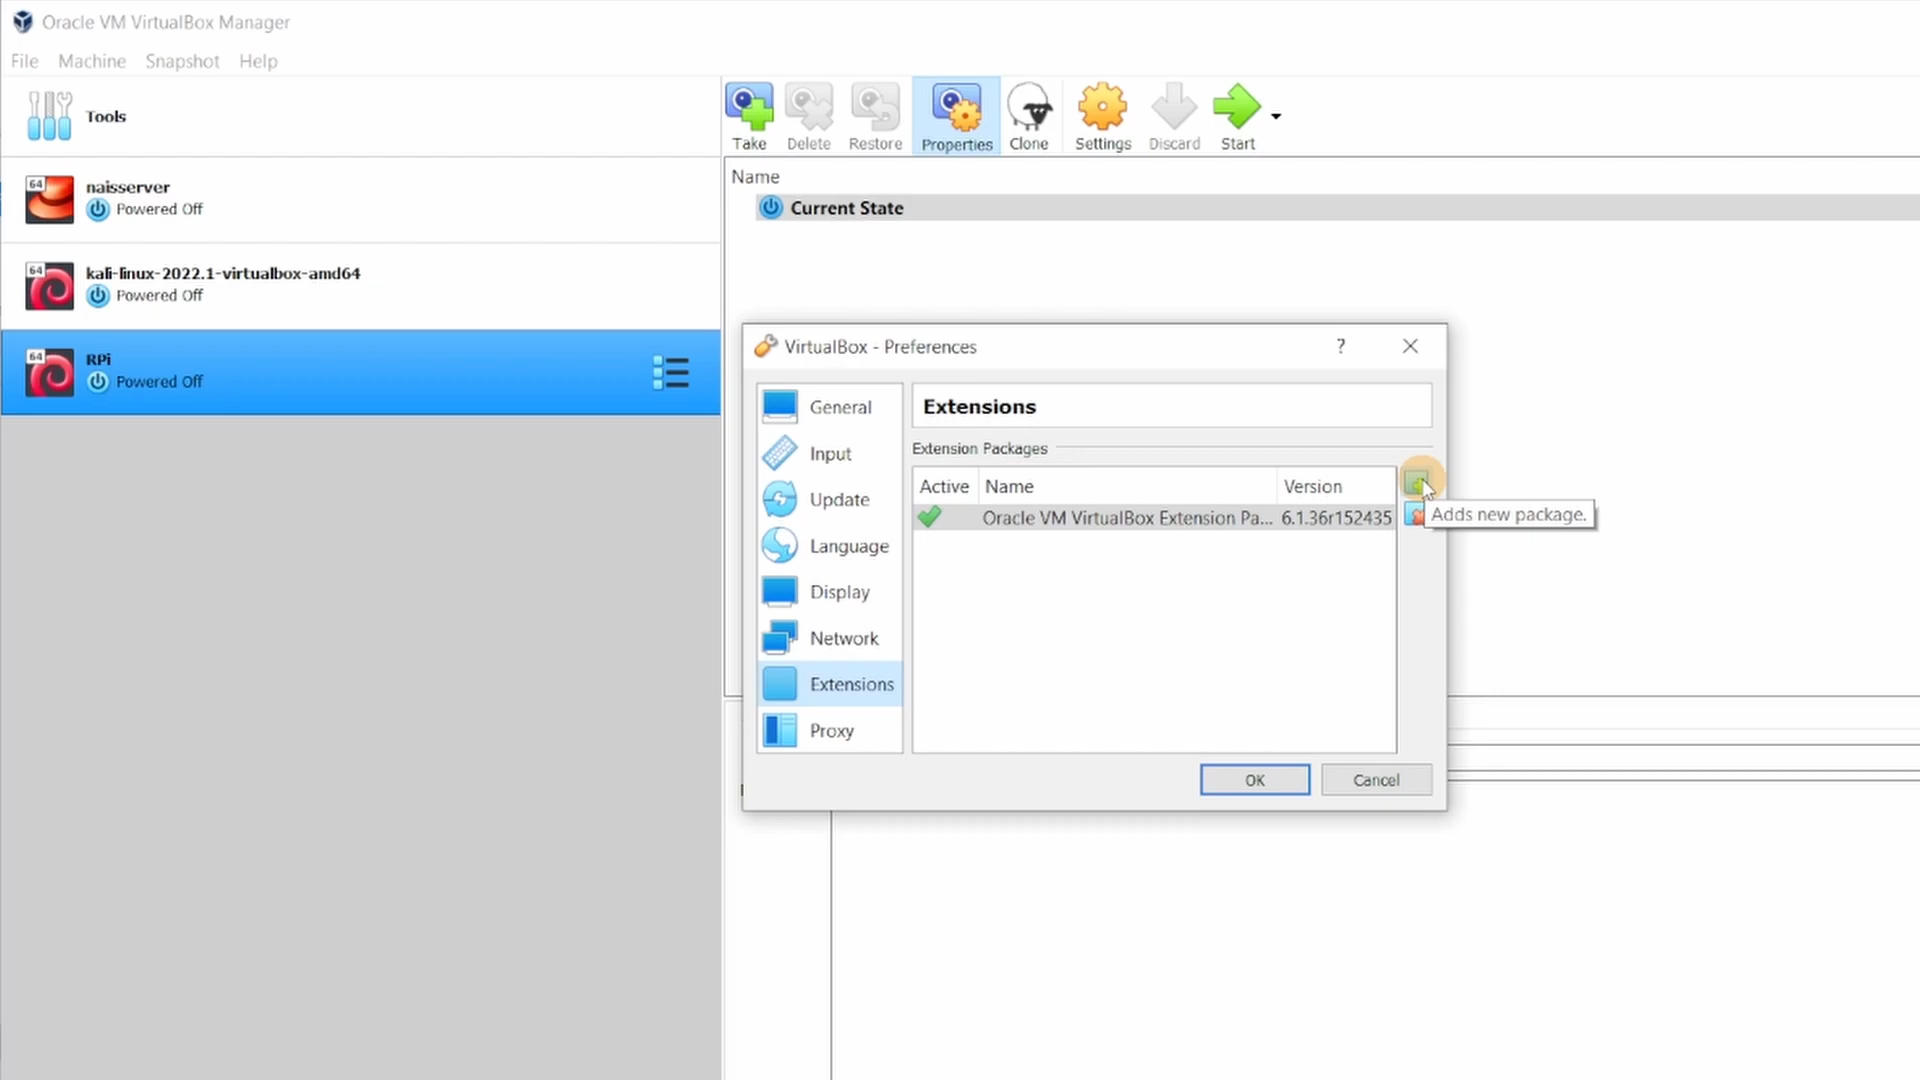 Oracle VM VirtualBox Manager
File Machine Snapshot Help
Tools
Take Delete Restore Properties Clone Settings Discard Start
64 naisserver
Powered Off
64 kali-linux-2022.1-virtualbox-amd64
Powered Off
64 RPi
Powered Off
Name
Current State
VirtualBox - Preferences ?
General
Input
Update
Language
Display
Network
Extensions
Proxy
Extensions
Extension Packages
Active Name Version
Oracle VM VirtualBox Extension Pa... 6.1.36r152435
Adds new package.
OK Cancel